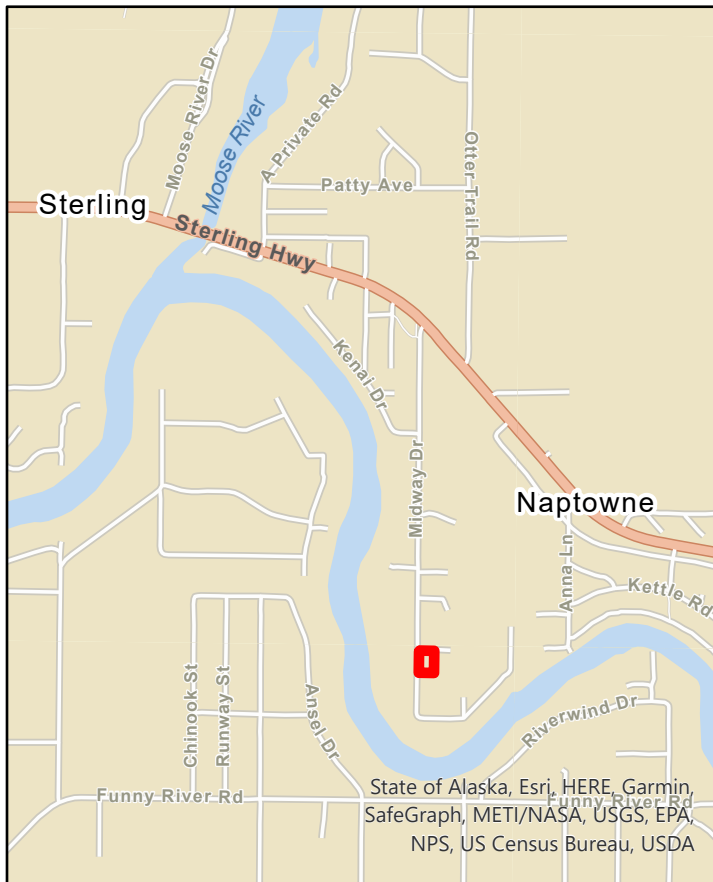 Moose River Dr
Moose River
A Private Rd
Patty Ave
Otter Trail Rd
Sterling
Sterling Hwy
Kenai Dr
Midway Dr
Naptowne
Anna Ln
Kettle Rd
Chinook St
Runway St
Ansel Dr
Riverwind Dr
Funny River Rd
Funny River Rd
State of Alaska, Esri, HERE, Garmin,
SafeGraph, METI/NASA, USGS, EPA,
NPS, US Census Bureau, USDA